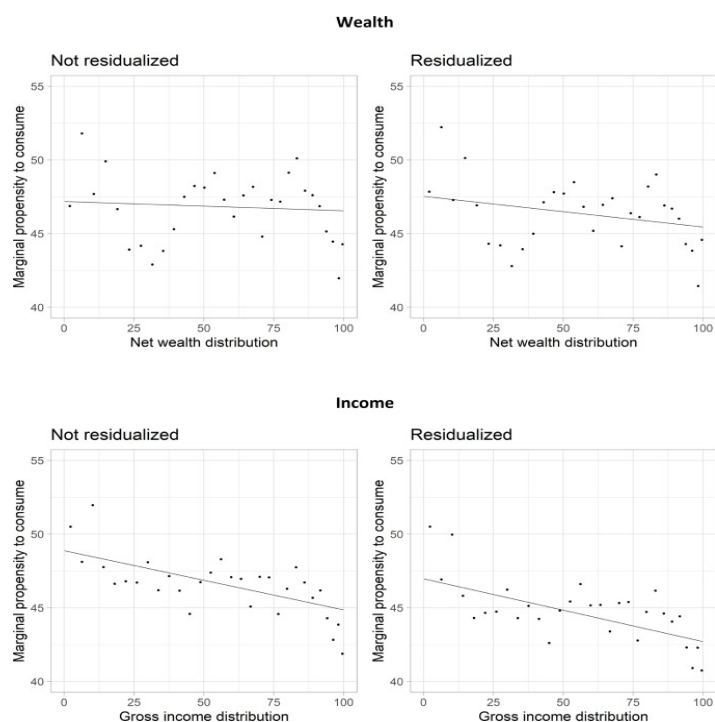 Wealth
Not residualized
Residualized
Marginal propensity to consume
55
50
45
40
0 25 50 75 100
Net wealth distribution
Marginal propensity to consume
55
50
45
40
0 25 50 75 100
Net wealth distribution
Income
Not residualized
Residualized
Marginal propensity to consume
55
50
45
40
0 25 50 75 100
Gross income distribution
Marginal propensity to consume
55
50
45
40
0 25 50 75 100
Gross income distribution